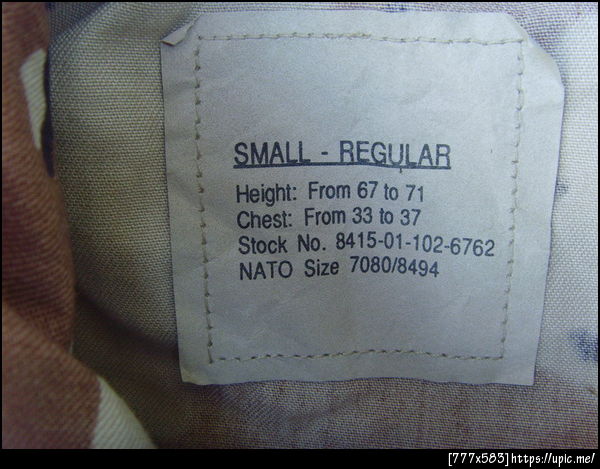 SMALL - REGULAR
Height: From 67 to 71
Chest: From 33 to 37
Stock No. 8415-01-102-6762
NATO Size 7080/8494
[777x583]https://upic.me/